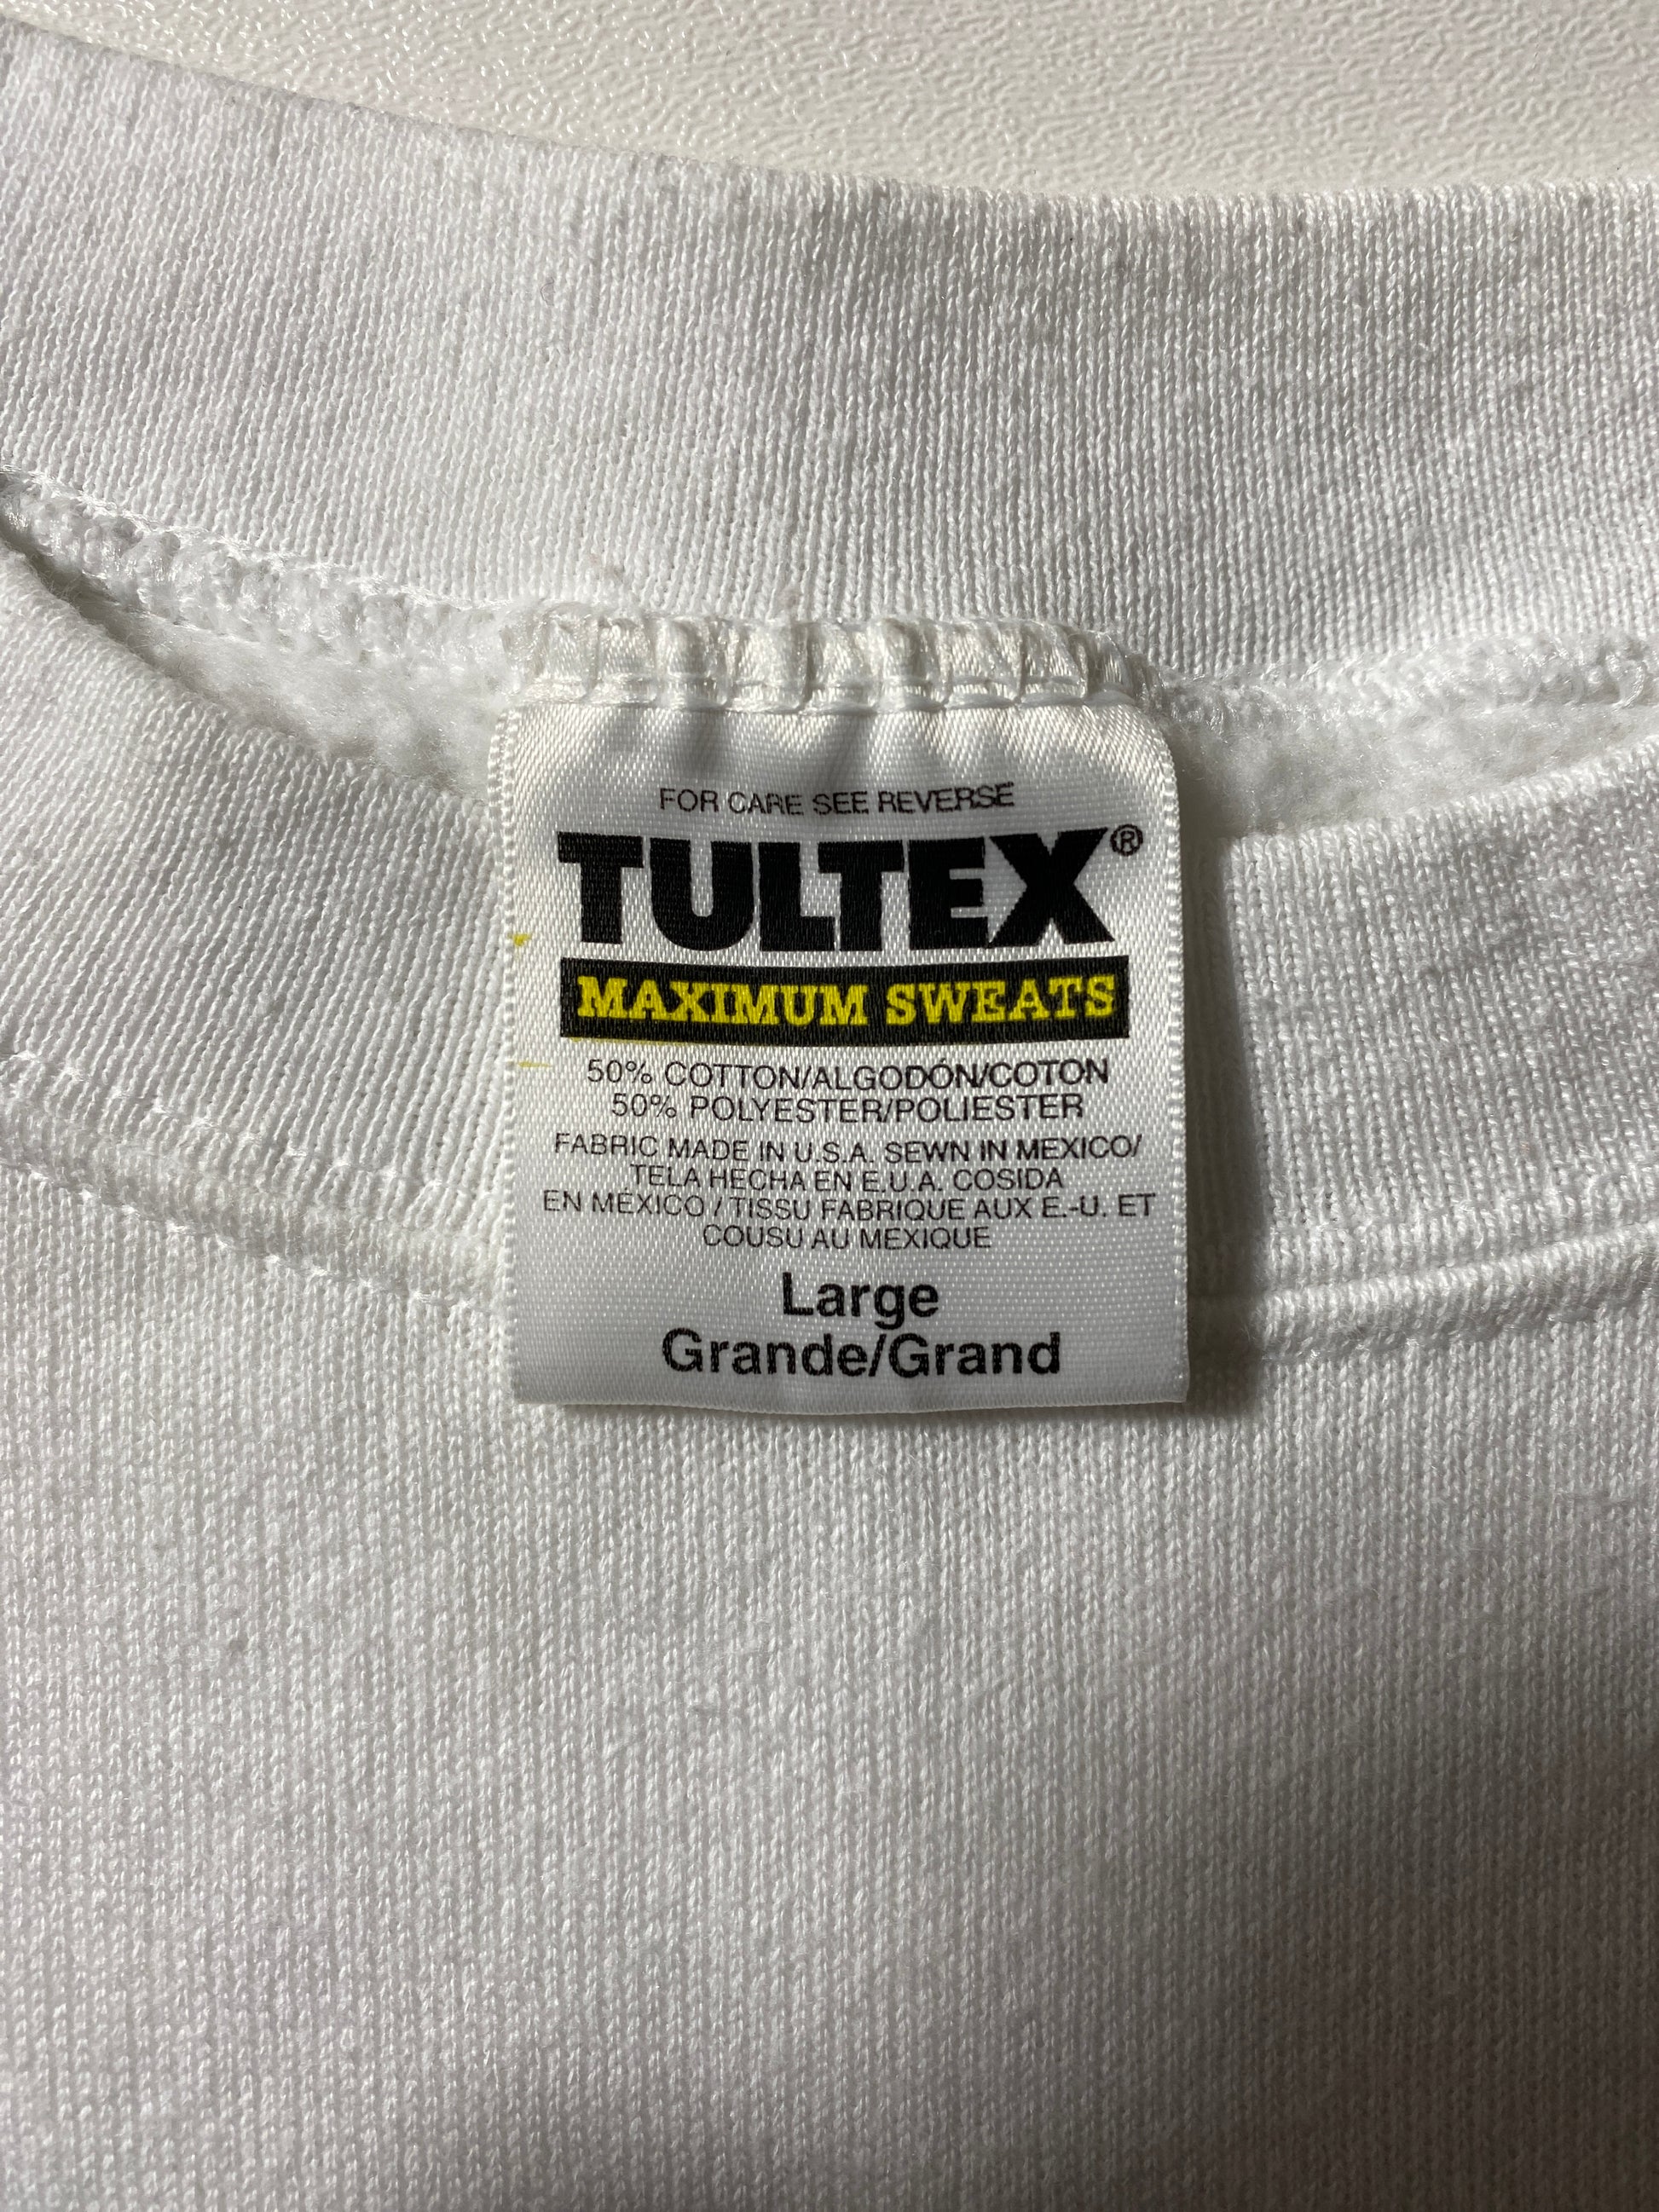 FOR CARE SEE REVERSE
TULTEX®
MAXIMUM SWEATS
50% COTTON/ALGODÓN/COTON
50% POLYESTER/POLIESTER
FABRIC MADE IN U.S.A. SEWN IN MEXICO/
TELA HECHA EN E.U.A. COSIDA
EN MÉXICO / TISSU FABRIQUE AUX E.-U. ET
COUSU AU MEXIQUE
Large
Grande/Grand